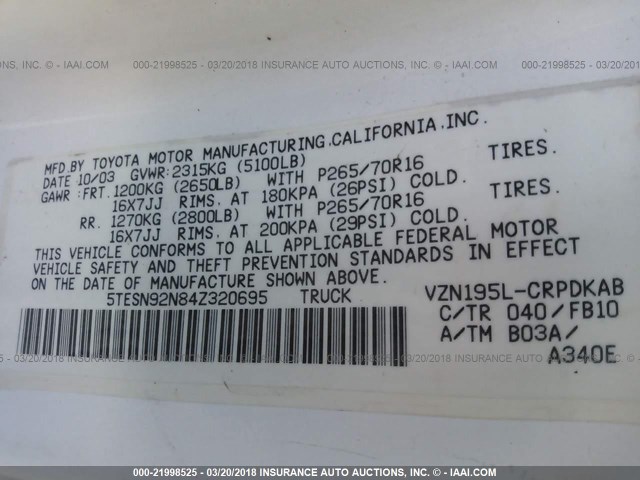 000-21998525 - 03/20/2018 INSURANCE AUTO AUCTIONS, INC. - © - IAAI.COM
MFD.BY TOYOTA MOTOR MANUFACTURING.CALIFORNIA.INC.
DATE 10/03 GVWR:2315KG (5100LB)
GAWR :FRT.1200KG (2650LB) WITH P265/70R16 TIRES.
16X7JJ RIMS. AT 180KPA (26PSI) COLD.
RR. 1270KG (2800LB) WITH P265/70R16 TIRES.
16X7JJ RIMS. AT 200KPA (29PSI) COLD.
THIS VEHICLE CONFORMS TO ALL APPLICABLE FEDERAL MOTOR
VEHICLE SAFETY AND THEFT PREVENTION STANDARDS IN EFFECT
ON THE DATE OF MANUFACTURE SHOWN ABOVE.
5TESN92N84Z320695 TRUCK VZN195L-CRPDKAB
C/TR 040/FB10
A/TM B03A/
A340E
000-21998525 - 03/20/2018 INSURANCE AUTO AUCTIONS, INC. - © - IAAI.COM
000-21998525 - 03/20/2018 INSURANCE AUTO AUCTIONS, INC. - © - IAAI.COM